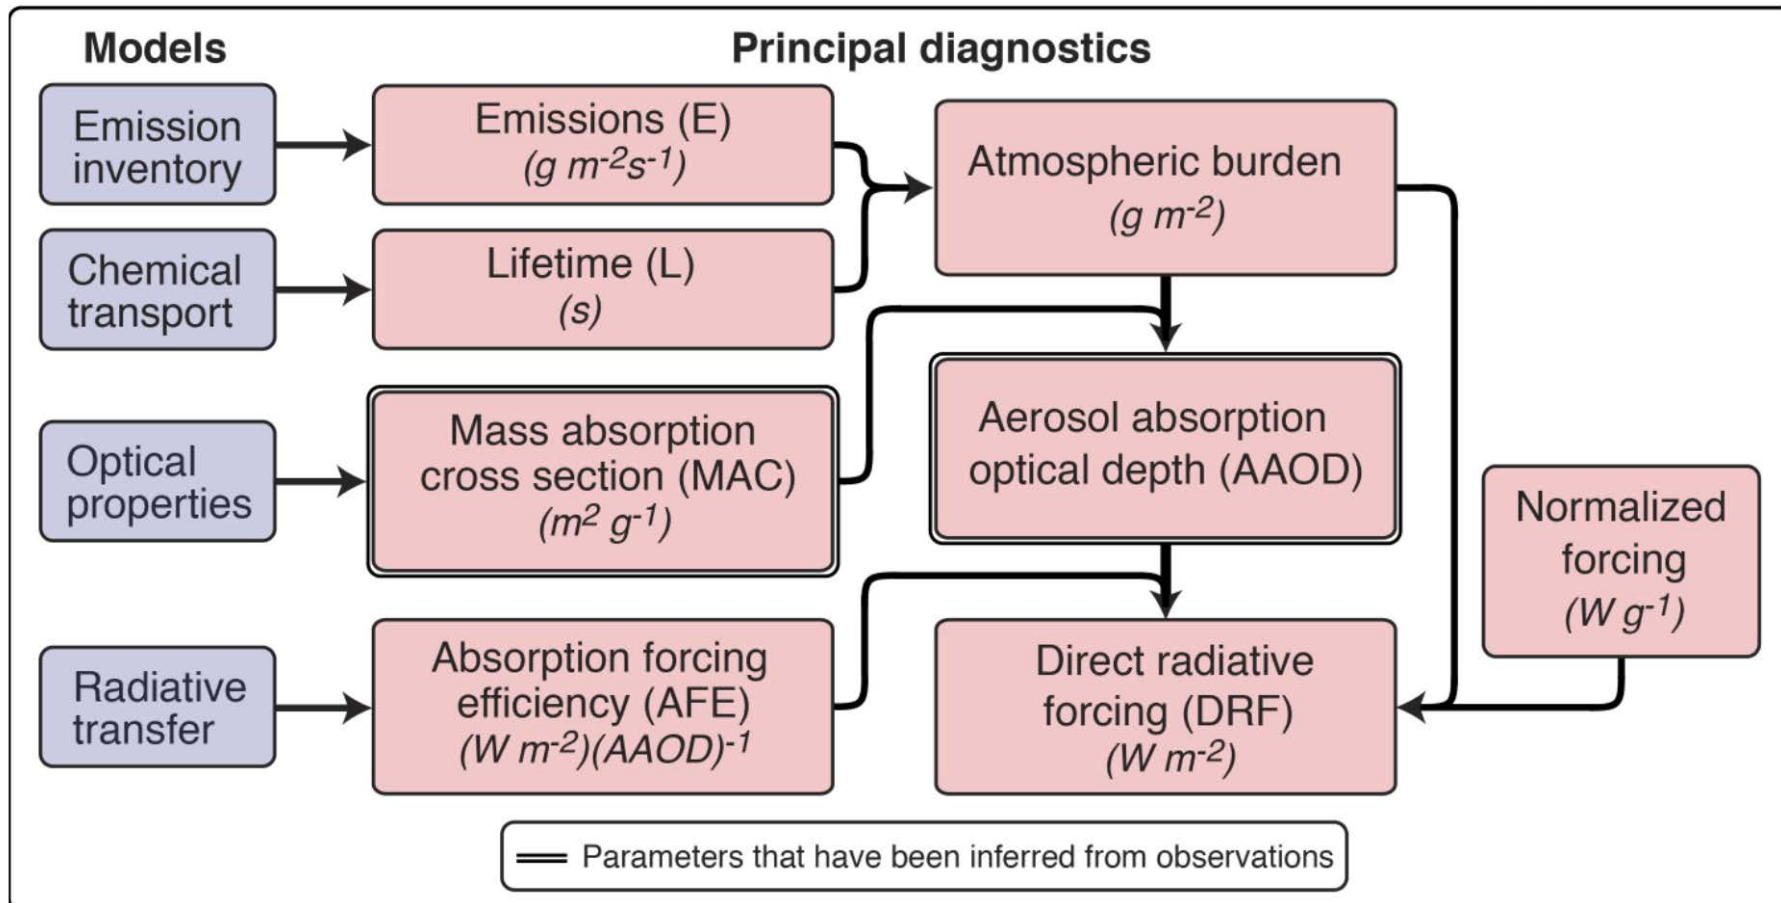 Models
Principal diagnostics
Emission
inventory
Emissions (E)
(g m-2s-1)
Atmospheric burden
(g m-2)
Chemical
transport
Lifetime (L)
(s)
Optical
properties
Mass absorption
cross section (MAC)
(m2 g-1)
Aerosol absorption
optical depth (AAOD)
Normalized
forcing
(W g-1)
Radiative
transfer
Absorption forcing
efficiency (AFE)
(W m-2)(AAOD)-1
Direct radiative
forcing (DRF)
(W m-2)
Parameters that have been inferred from observations